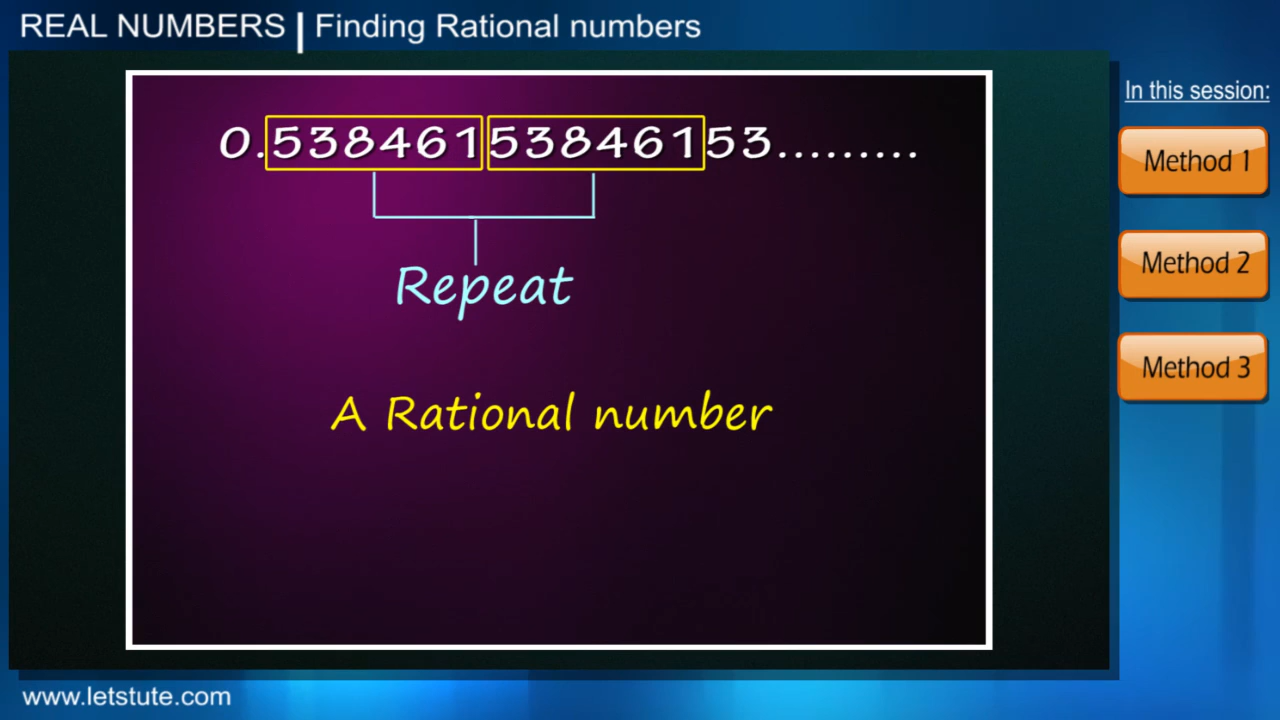 REAL NUMBERS | Finding Rational numbers
In this session:
0.53846153846153.........
Method 1
Method 2
Repeat
Method 3
A Rational number
www.letstute.com